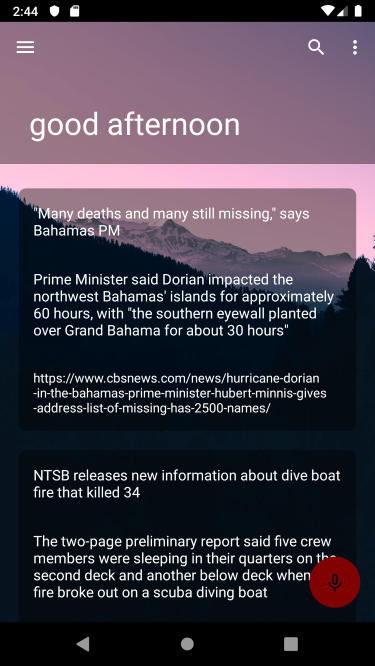 2:44
good afternoon
"Many deaths and many still missing," says
Bahamas PM
Prime Minister said Dorian impacted the
northwest Bahamas' islands for approximately
60 hours, with "the southern eyewall planted
over Grand Bahama for about 30 hours"
https://www.cbsnews.com/news/hurricane-dorian
-in-the-bahamas-prime-minister-hubert-minnis-gives
-address-list-of-missing-has-2500-names/
NTSB releases new information about dive boat
fire that killed 34
The two-page preliminary report said five crew
members were sleeping in their quarters on the
second deck and another below deck when
fire broke out on a scuba diving boat